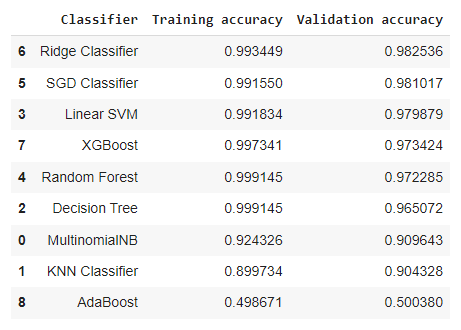 Classifier Training accuracy Validation accuracy
6 Ridge Classifier 0.993449 0.982536
5 SGD Classifier 0.991550 0.981017
3 Linear SVM 0.991834 0.979879
7 XGBoost 0.997341 0.973424
4 Random Forest 0.999145 0.972285
2 Decision Tree 0.999145 0.965072
0 MultinomialNB 0.924326 0.909643
1 KNN Classifier 0.899734 0.904328
8 AdaBoost 0.498671 0.500380